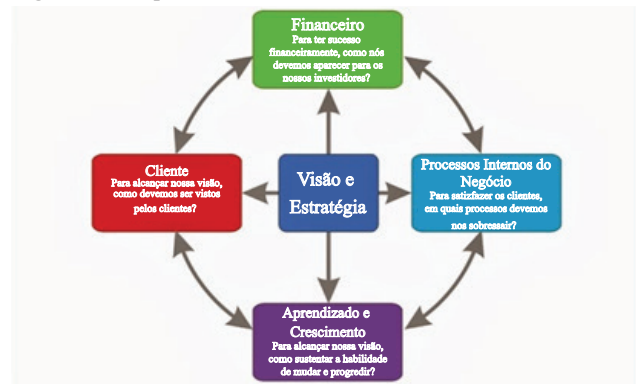 Financeiro
Para ter sucesso
financeiramente, como nós
devemos aparecer para os
nossos investidores?
Cliente
Para alcançar nossa visão,
como devemos ser vistos
pelos clientes?
Visão e
Estratégia
Processos Internos do
Negócio
Para satizfazer os clientes,
em quais processos devemos
nos sobressair?
Aprendizado e
Crescimento
Para alcançar nossa visão,
como sustentar a habilidade
de mudar e progredir?